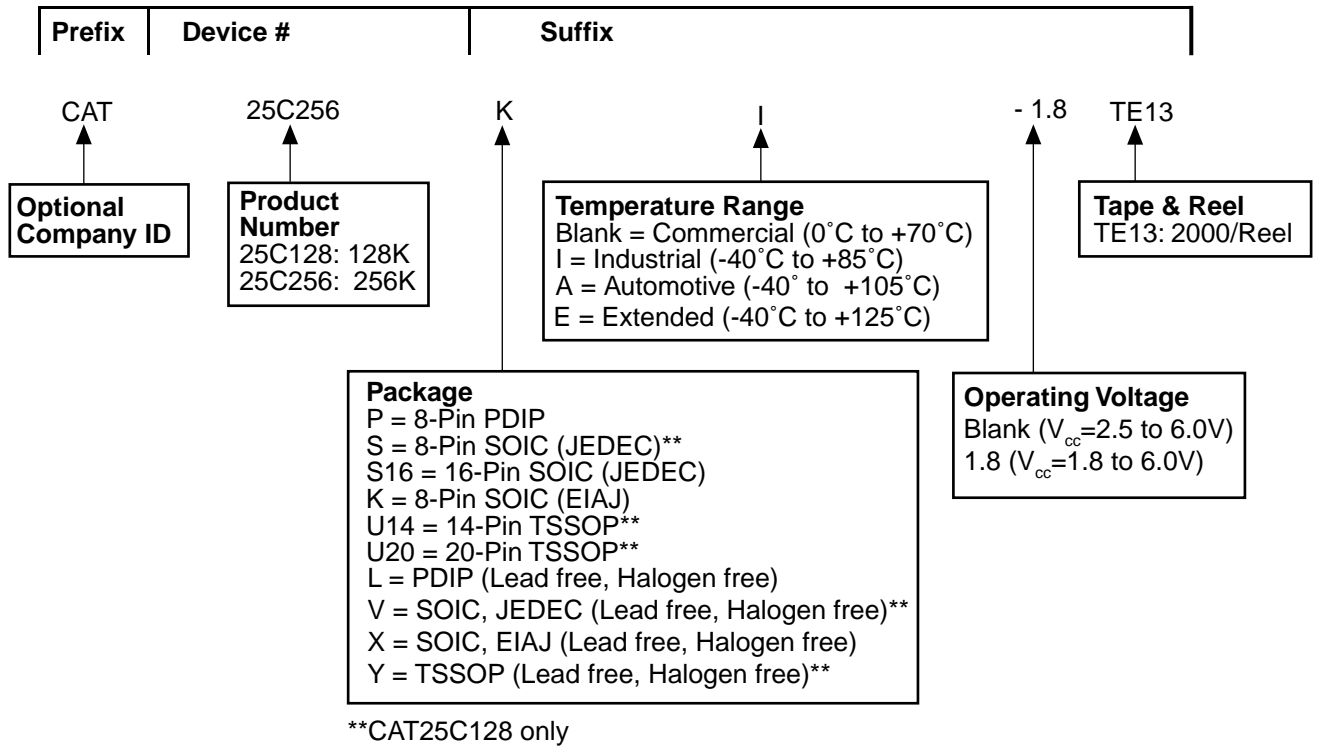 Prefix Device # Suffix
CAT 25C256 K I - 1.8 TE13
Optional
Company ID
Product
Number
25C128: 128K
25C256: 256K
Temperature Range
Blank = Commercial (0˚C to +70˚C)
I = Industrial (-40˚C to +85˚C)
A = Automotive (-40˚ to +105˚C)
E = Extended (-40˚C to +125˚C)
Tape & Reel
TE13: 2000/Reel
Package
P = 8-Pin PDIP
S = 8-Pin SOIC (JEDEC)**
S16 = 16-Pin SOIC (JEDEC)
K = 8-Pin SOIC (EIAJ)
U14 = 14-Pin TSSOP**
U20 = 20-Pin TSSOP**
L = PDIP (Lead free, Halogen free)
V = SOIC, JEDEC (Lead free, Halogen free)**
X = SOIC, EIAJ (Lead free, Halogen free)
Y = TSSOP (Lead free, Halogen free)**
Operating Voltage
Blank (Vcc=2.5 to 6.0V)
1.8 (Vcc=1.8 to 6.0V)
**CAT25C128 only